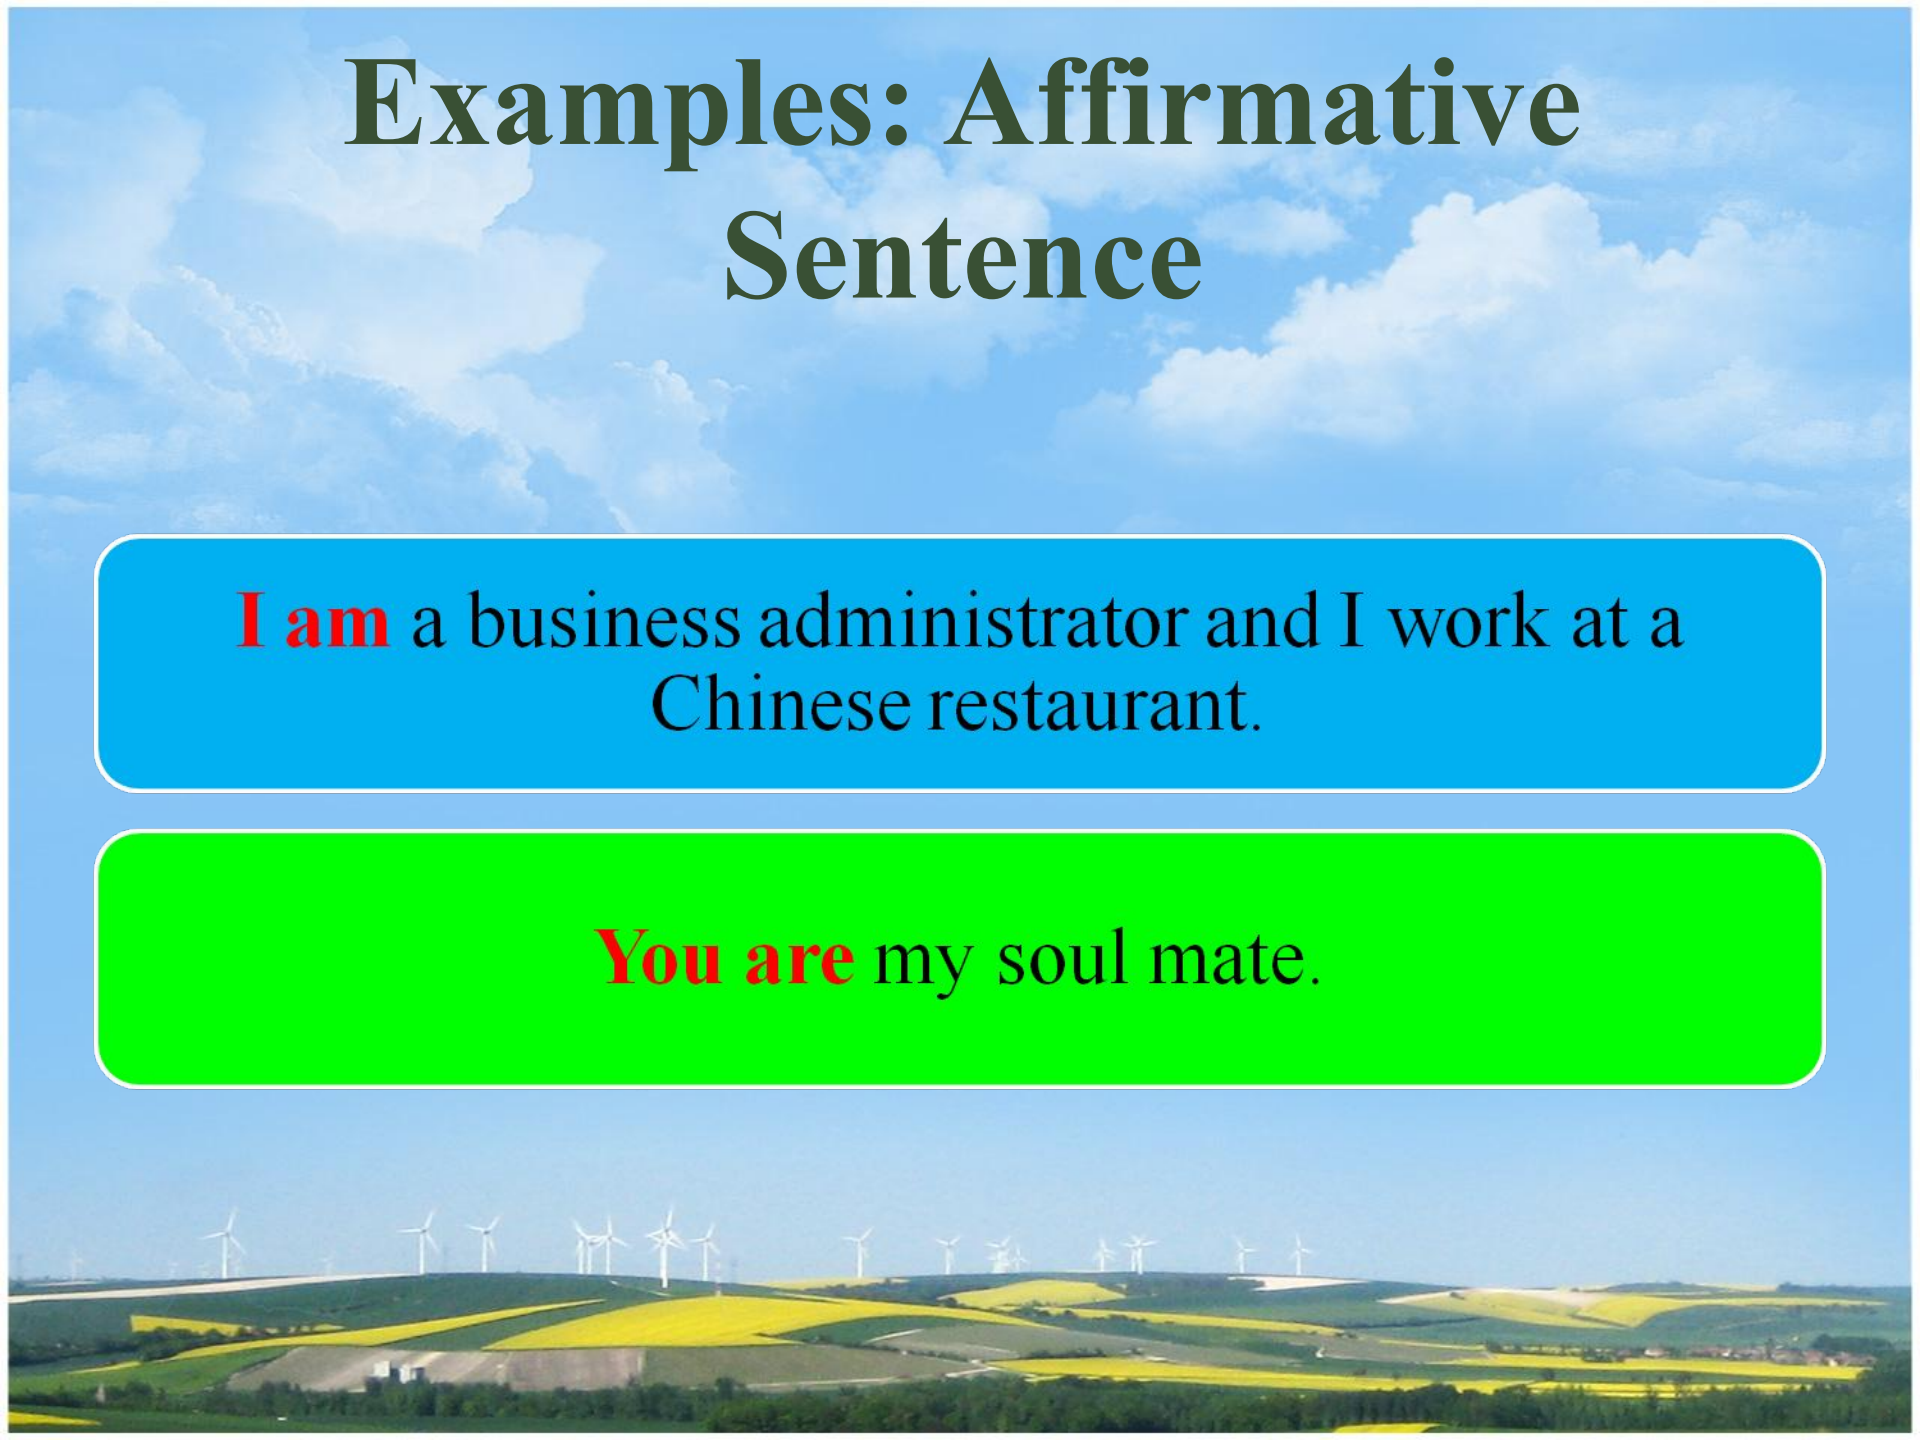 Examples: Affirmative
Sentence
I am a business administrator and I work at a
Chinese restaurant.
You are my soul mate.